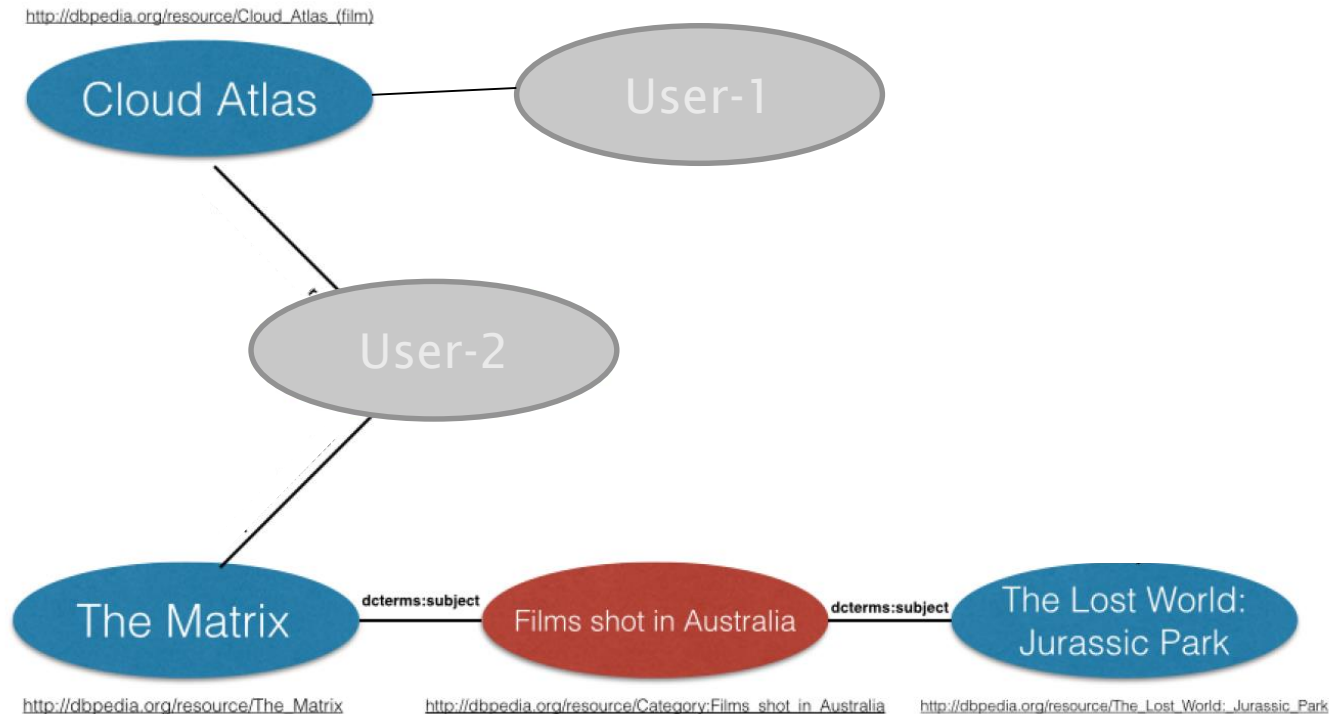 http://dbpedia.org/resource/Cloud_Atlas_(film)
Cloud Atlas
User-1
User-2
The Matrix
dcterms:subject
Films shot in Australia
dcterms:subject
The Lost World:
Jurassic Park
http://dbpedia.org/resource/The_Matrix
http://dbpedia.org/resource/Category:Films_shot_in_Australia
http://dbpedia.org/resource/The_Lost_World:_Jurassic_Park